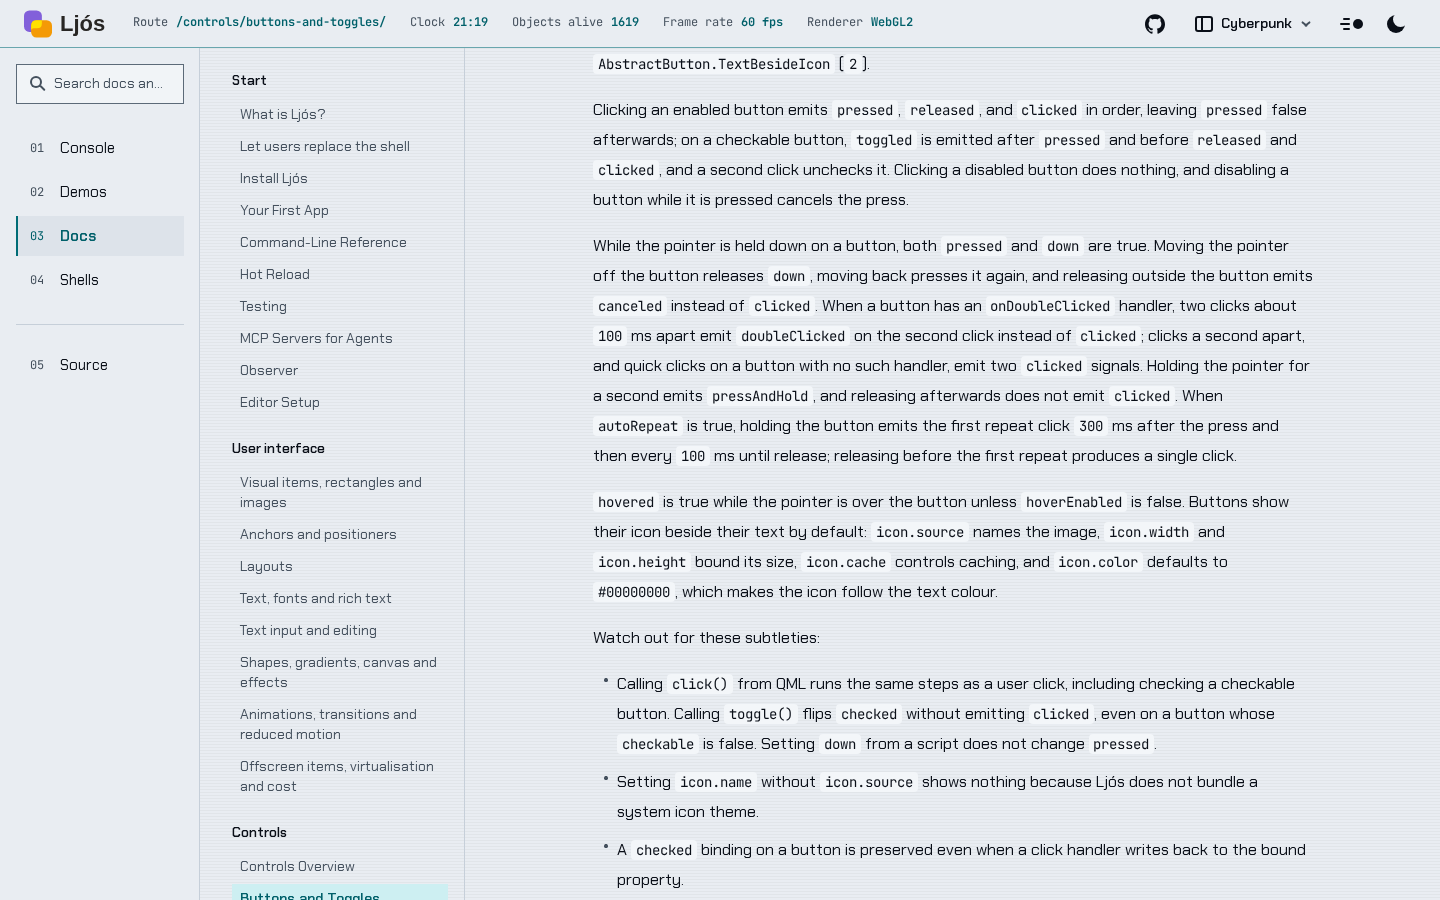 Ljós
Route /controls/buttons-and-toggles/
Clock 21:19
Objects alive 1619
Frame rate 60 fps
Renderer WebGL2
Cyberpunk
Search docs an...
01 Console
02 Demos
03 Docs
04 Shells
05 Source
Start
What is Ljós?
Let users replace the shell
Install Ljós
Your First App
Command-Line Reference
Hot Reload
Testing
MCP Servers for Agents
Observer
Editor Setup
User interface
Visual items, rectangles and
images
Anchors and positioners
Layouts
Text, fonts and rich text
Text input and editing
Shapes, gradients, canvas and
effects
Animations, transitions and
reduced motion
Offscreen items, virtualisation
and cost
Controls
Controls Overview
Buttons and Toggles
AbstractButton.TextBesideIcon ( 2 ).
Clicking an enabled button emits pressed, released, and clicked in order, leaving pressed false
afterwards; on a checkable button, toggled is emitted after pressed and before released and
clicked, and a second click unchecks it. Clicking a disabled button does nothing, and disabling a
button while it is pressed cancels the press.
While the pointer is held down on a button, both pressed and down are true. Moving the pointer
off the button releases down, moving back presses it again, and releasing outside the button emits
canceled instead of clicked. When a button has an onDoubleClicked handler, two clicks about
100 ms apart emit doubleClicked on the second click instead of clicked; clicks a second apart,
and quick clicks on a button with no such handler, emit two clicked signals. Holding the pointer for
a second emits pressAndHold, and releasing afterwards does not emit clicked. When
autoRepeat is true, holding the button emits the first repeat click 300 ms after the press and
then every 100 ms until release; releasing before the first repeat produces a single click.
hovered is true while the pointer is over the button unless hoverEnabled is false. Buttons show
their icon beside their text by default: icon.source names the image, icon.width and
icon.height bound its size, icon.cache controls caching, and icon.color defaults to
#00000000, which makes the icon follow the text colour.
Watch out for these subtleties:
• Calling click() from QML runs the same steps as a user click, including checking a checkable
button. Calling toggle() flips checked without emitting clicked, even on a button whose
checkable is false. Setting down from a script does not change pressed.
• Setting icon.name without icon.source shows nothing because Ljós does not bundle a
system icon theme.
• A checked binding on a button is preserved even when a click handler writes back to the bound
property.